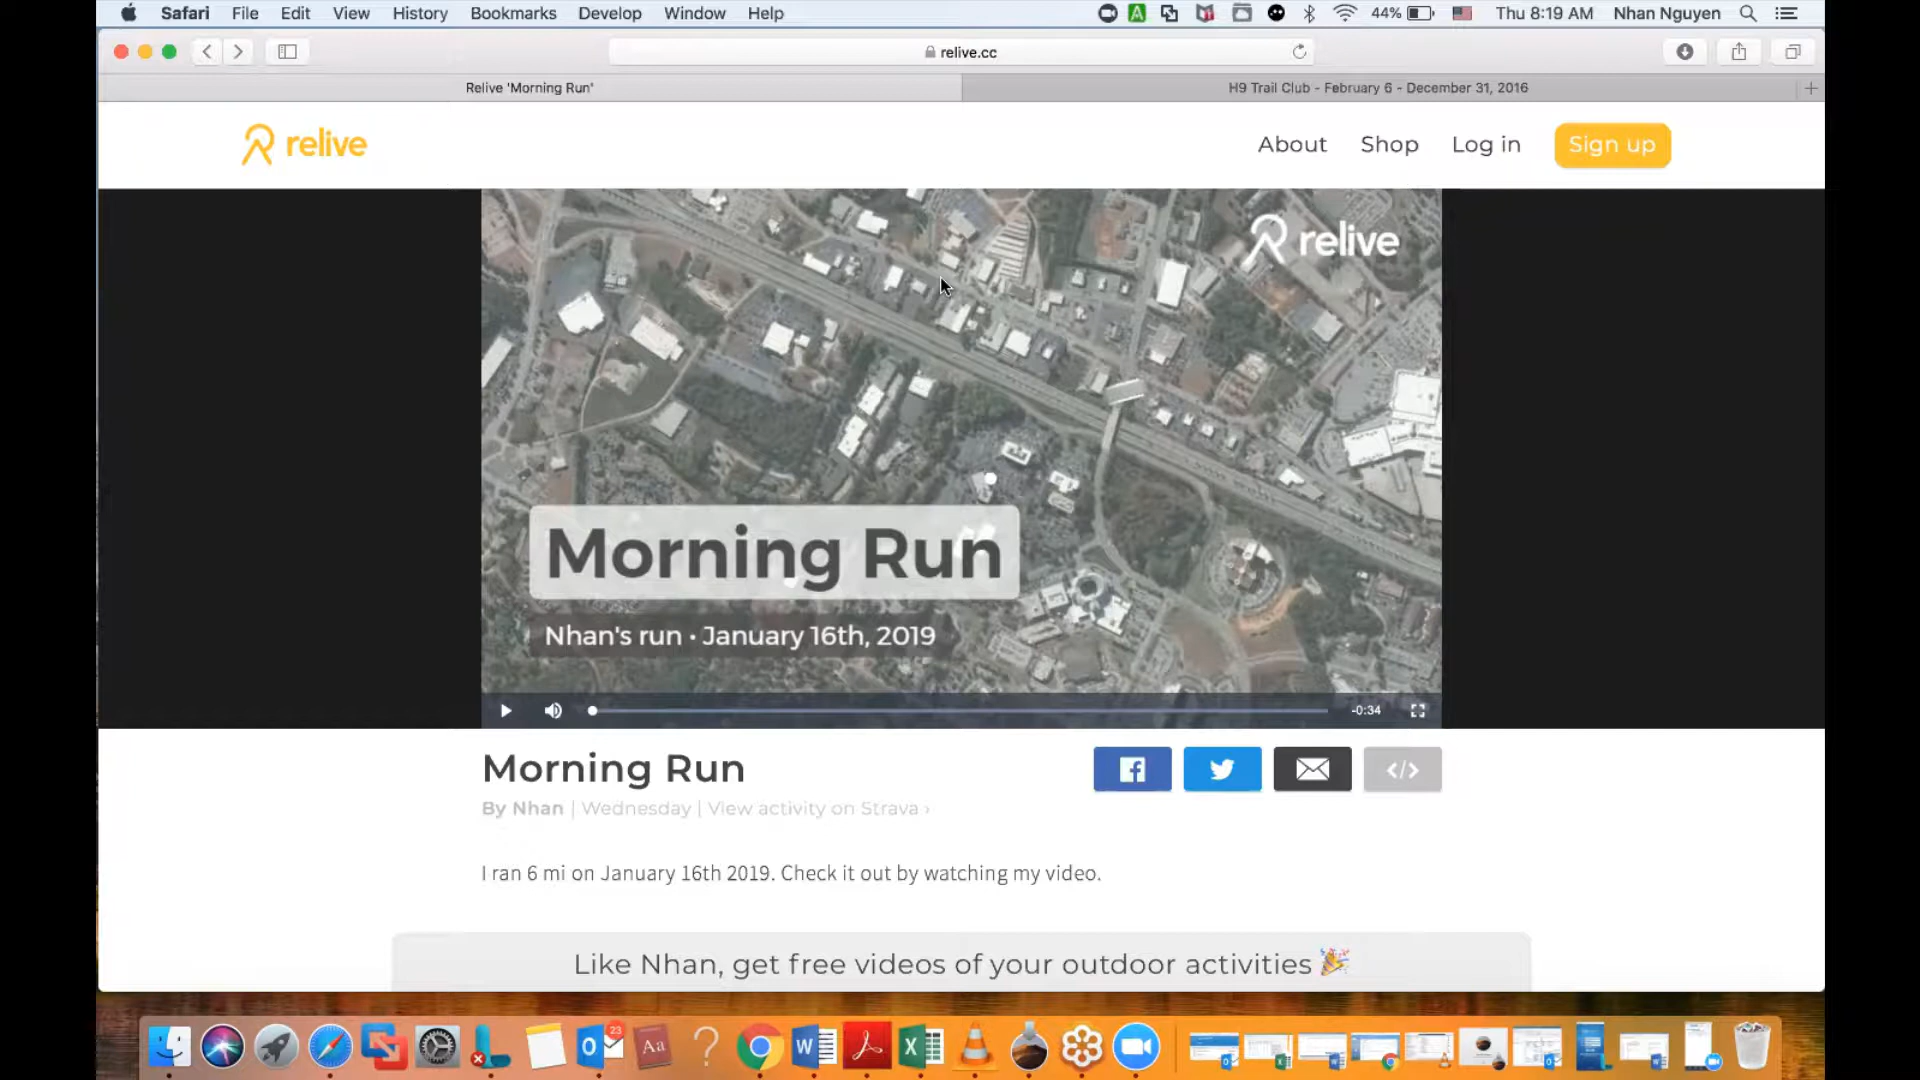 Safari File Edit View History Bookmarks Develop Window Help 44% Thu 8:19 AM Nhan Nguyen
relive.cc
Relive 'Morning Run' H9 Trail Club - February 6 - December 31, 2016
relive About Shop Log in Sign up
relive
Morning Run
Nhan's run • January 16th, 2019
-0:34
Morning Run
By Nhan | Wednesday | View activity on Strava ›
I ran 6 mi on January 16th 2019. Check it out by watching my video.
Like Nhan, get free videos of your outdoor activities 🎉
23
Aa